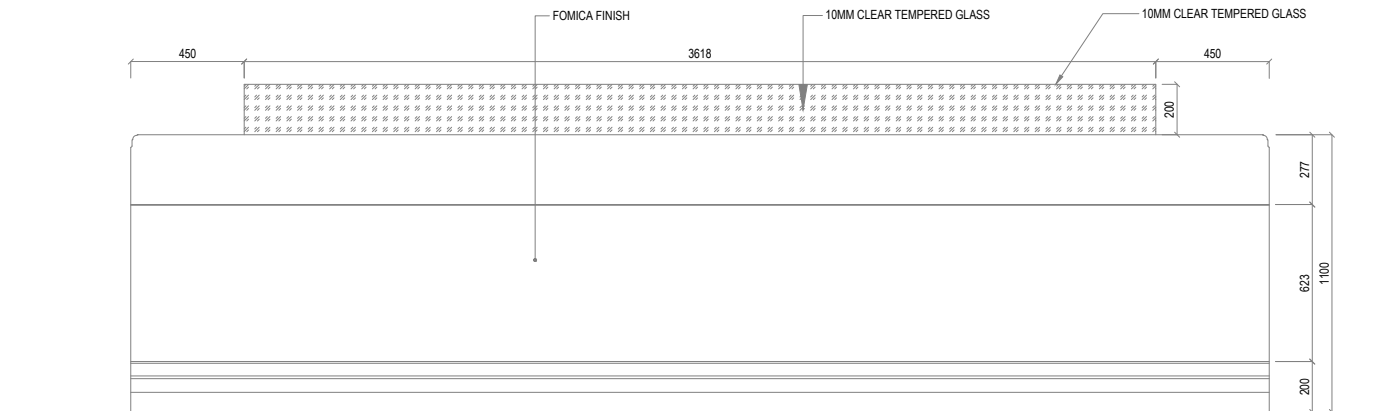 FOMICA FINISH
10MM CLEAR TEMPERED GLASS
10MM CLEAR TEMPERED GLASS
450
3618
450
200
277
623
1100
200